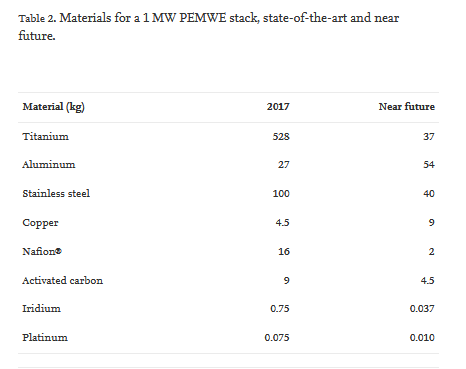 Table 2. Materials for a 1 MW PEMWE stack, state-of-the-art and near
future.
Material (kg) 2017 Near future
Titanium 528 37
Aluminum 27 54
Stainless steel 100 40
Copper 4.5 9
Nafion® 16 2
Activated carbon 9 4.5
Iridium 0.75 0.037
Platinum 0.075 0.010